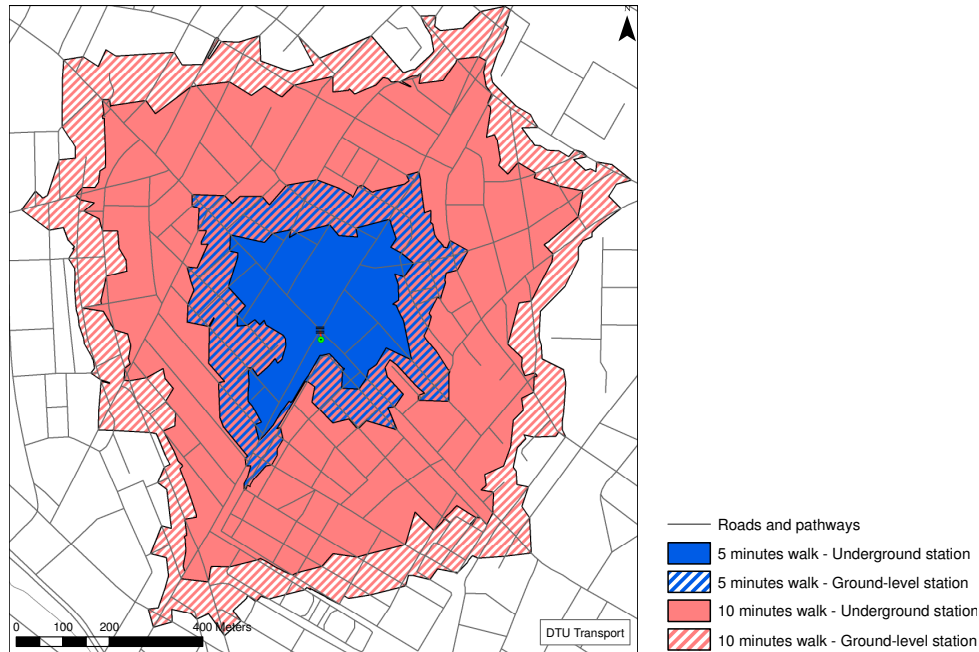 N
Roads and pathways
5 minutes walk - Underground station
5 minutes walk - Ground-level station
10 minutes walk - Underground station
10 minutes walk - Ground-level station
0 100 200 400 Meters
DTU Transport